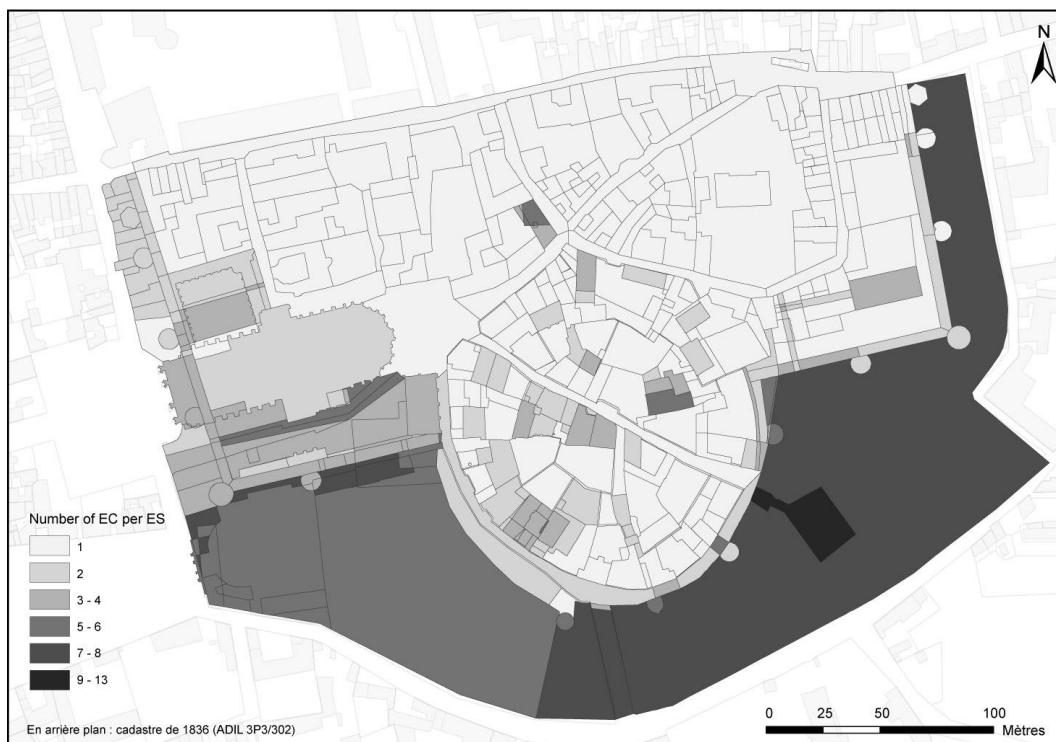 N
Number of EC per ES
1
2
3 - 4
5 - 6
7 - 8
9 - 13
En arrière plan : cadastre de 1836 (ADIL 3P3/302)
0 25 50 100
Mètres